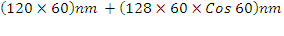 (120 × 60)nm + (128 × 60 × Cos 60)nm